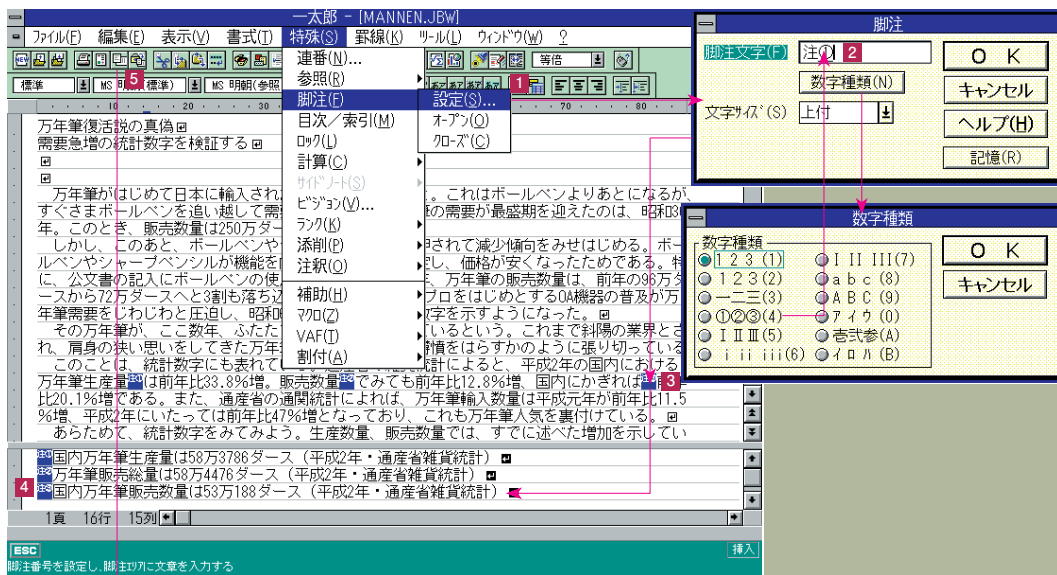 一太郎 - [MANNEN.JBW]
ファイル(F) 編集(E) 表示(V) 書式(T) 特殊(S) 罫線(K) ツール(L) ウィンドウ(W) ?
等倍
5
標準
MS 明朝(参照
連番(N)...
参照(R)
脚注(F)
目次/索引(M)
ロック(L)
計算(C)
サイドノート(S)
ビジョン(V)...
ランク(K)
添削(P)
注釈(O)
補助(H)
マクロ(Z)
VAF(T)
割付(A)
1
設定(S)...
オープン(O)
クローズ(C)
10 20 30 70 80
万年筆復活説の真偽
需要急増の統計数字を検証する
万年筆がはじめて日本に輸入され 。これはボールペンよりあとになるが、
すぐさまボールペンを追い越して需 の需要が最盛期を迎えたのは、昭和3
年。このとき、販売数量は250万ダー
しかし、このあと、ボールペンや されて減少傾向をみせはじめる。ボー
ルペンやシャープペンシルが機能を し、価格が安くなったためである。特
に、公文書の記入にボールペンの使 、万年筆の販売数量は、前年の96万ダ
ースから72万ダースへと3割も落ち込 プロをはじめとするOA機器の普及が万
年筆需要をじわじわと圧迫し、昭和 字を示すようになった。
その万年筆が、ここ数年、ふたた いるという。これまで斜陽の業界とさ
れ、肩身の狭い思いをしてきた万年 憤をはらすかのように張り切っている
このことは、統計数字にも表れて 計によると、平成2年の国内における
万年筆生産量注①は前年比33.8%増。販売数量注②でみても前年比12.8%増、国内にかぎれば注③
比20.1%増である。また、通産省の通関統計によれば、万年筆輸入数量は平成元年が前年比11.5
%増、平成2年にいたっては前年比47%増となっており、これも万年筆人気を裏付けている。
あらためて、統計数字をみてみよう。生産数量、販売数量では、すでに述べた増加を示してい
3
注①国内万年筆生産量は58万3786ダース(平成2年・通産省雑貨統計)
注②万年筆販売総量は58万4476ダース(平成2年・通産省雑貨統計)
4
注③国内万年筆販売数量は53万188ダース(平成2年・通産省雑貨統計)
1頁 16行 15列
ESC 挿入
脚注番号を設定し、脚注エリアに文章を入力する
脚注
脚注文字(F) 注① 2
数字種類(N)
文字サイズ(S) 上付
OK
キャンセル
ヘルプ(H)
記憶(R)
数字種類
数字種類
1 2 3 (1) I II III(7)
1 2 3(2) a b c (8)
一二三(3) A B C (9)
①②③(4) アイウ (0)
ⅠⅡⅢ(5) 壱弐参(A)
i ii iii(6) イロハ (B)
OK
キャンセル